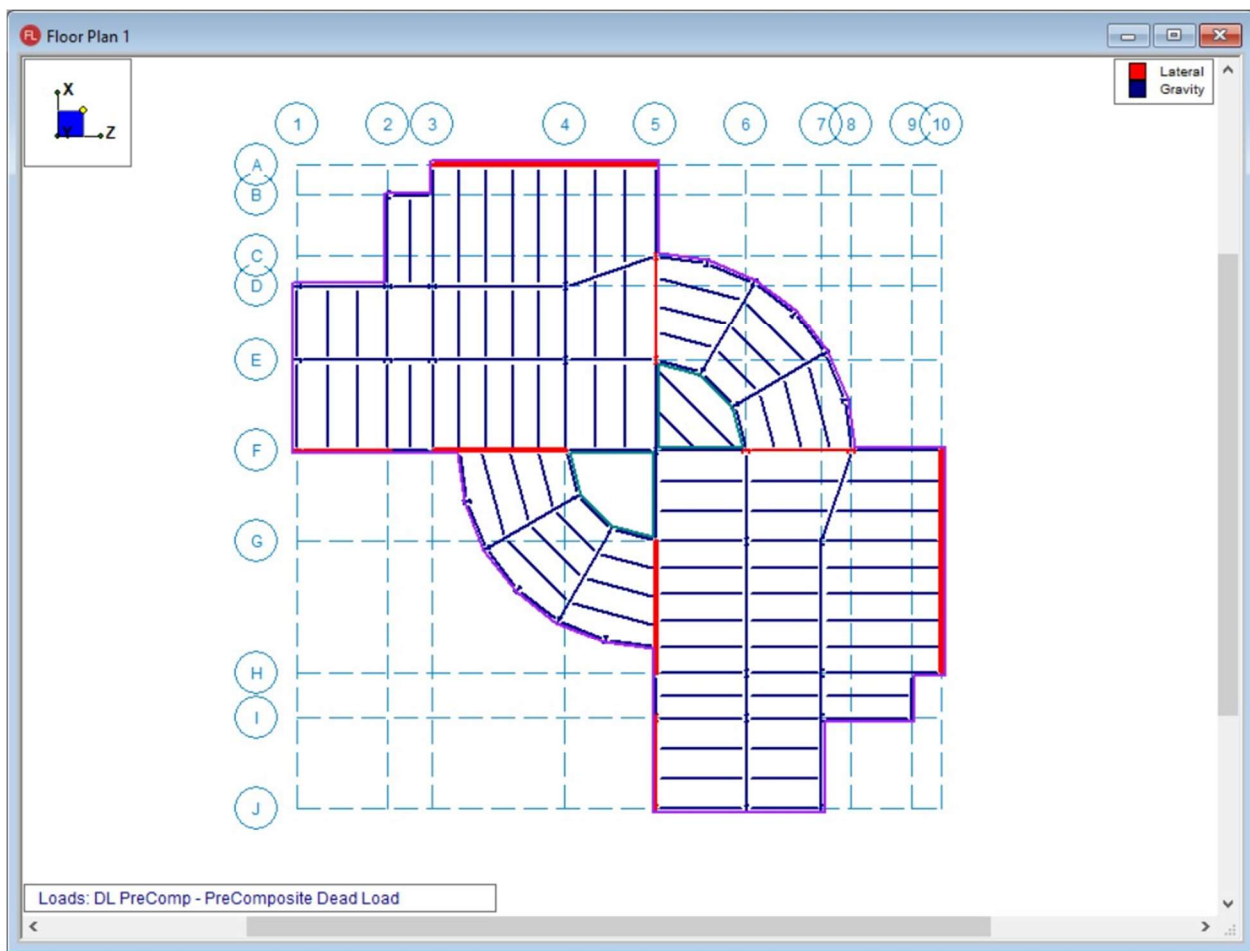 FL Floor Plan 1
Lateral
Gravity
X
Y Z
1 2 3 4 5 6 7 8 9 10
A
B
C
D
E
F
G
H
I
J
Loads: DL PreComp - PreComposite Dead Load